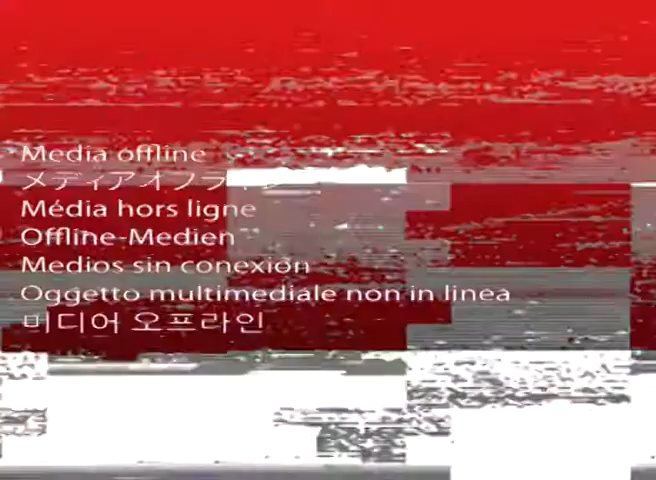 Media offline
メディアオフラ
Média hors ligne
Offline-Medien
Medios sin conexión
Oggetto multimediale non in linea
미디어 오프라인